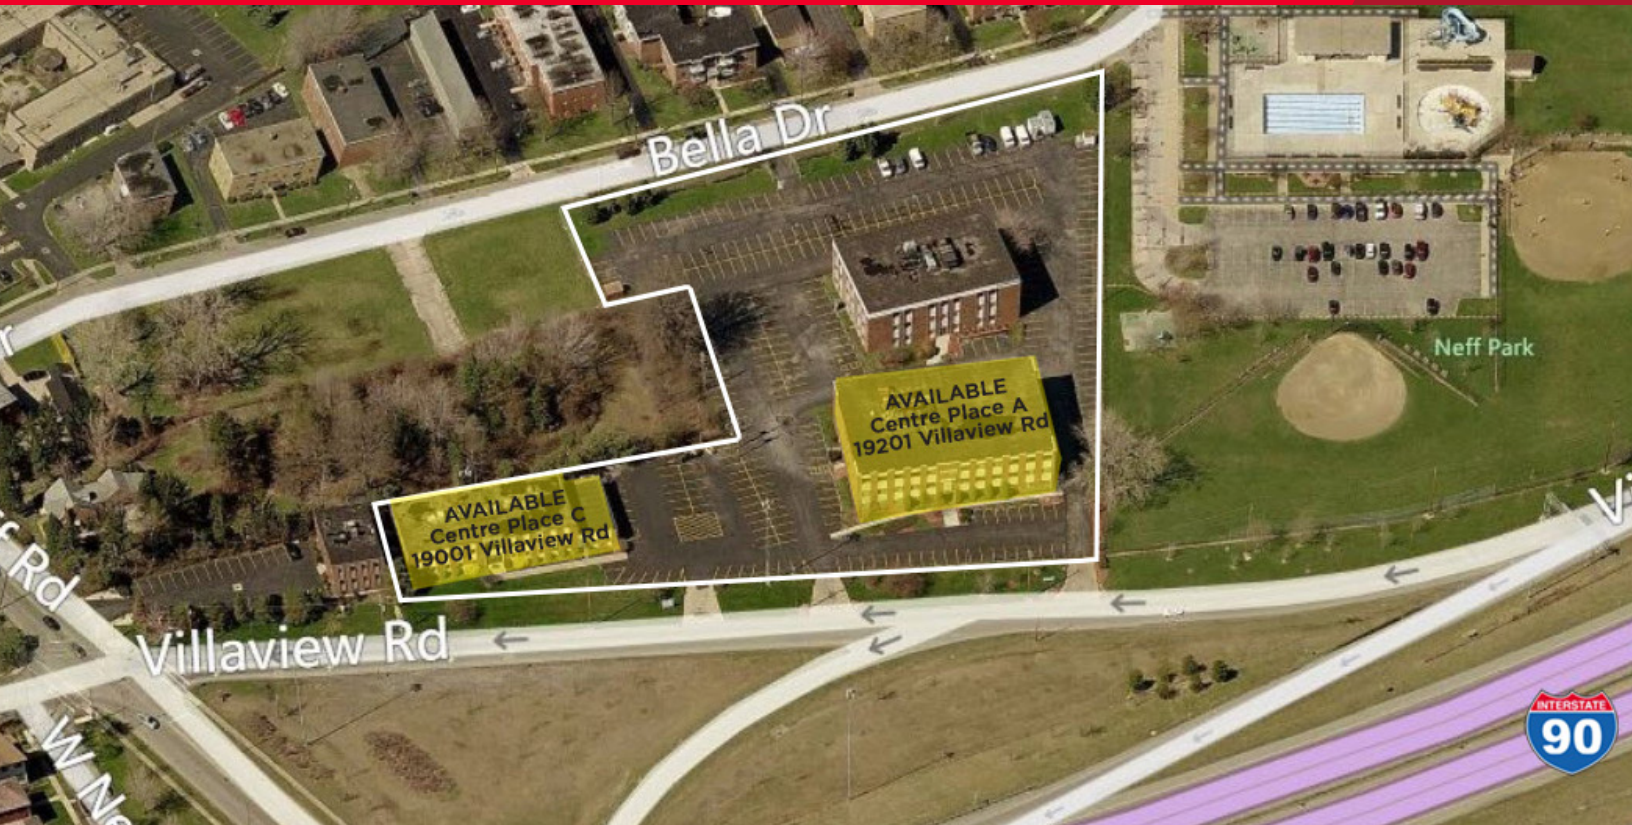 Bella Dr
Neff Park
AVAILABLE
Centre Place A
19201 Villaview Rd
AVAILABLE
Centre Place C
19001 Villaview Rd
Rd
Villaview Rd
INTERSTATE
90